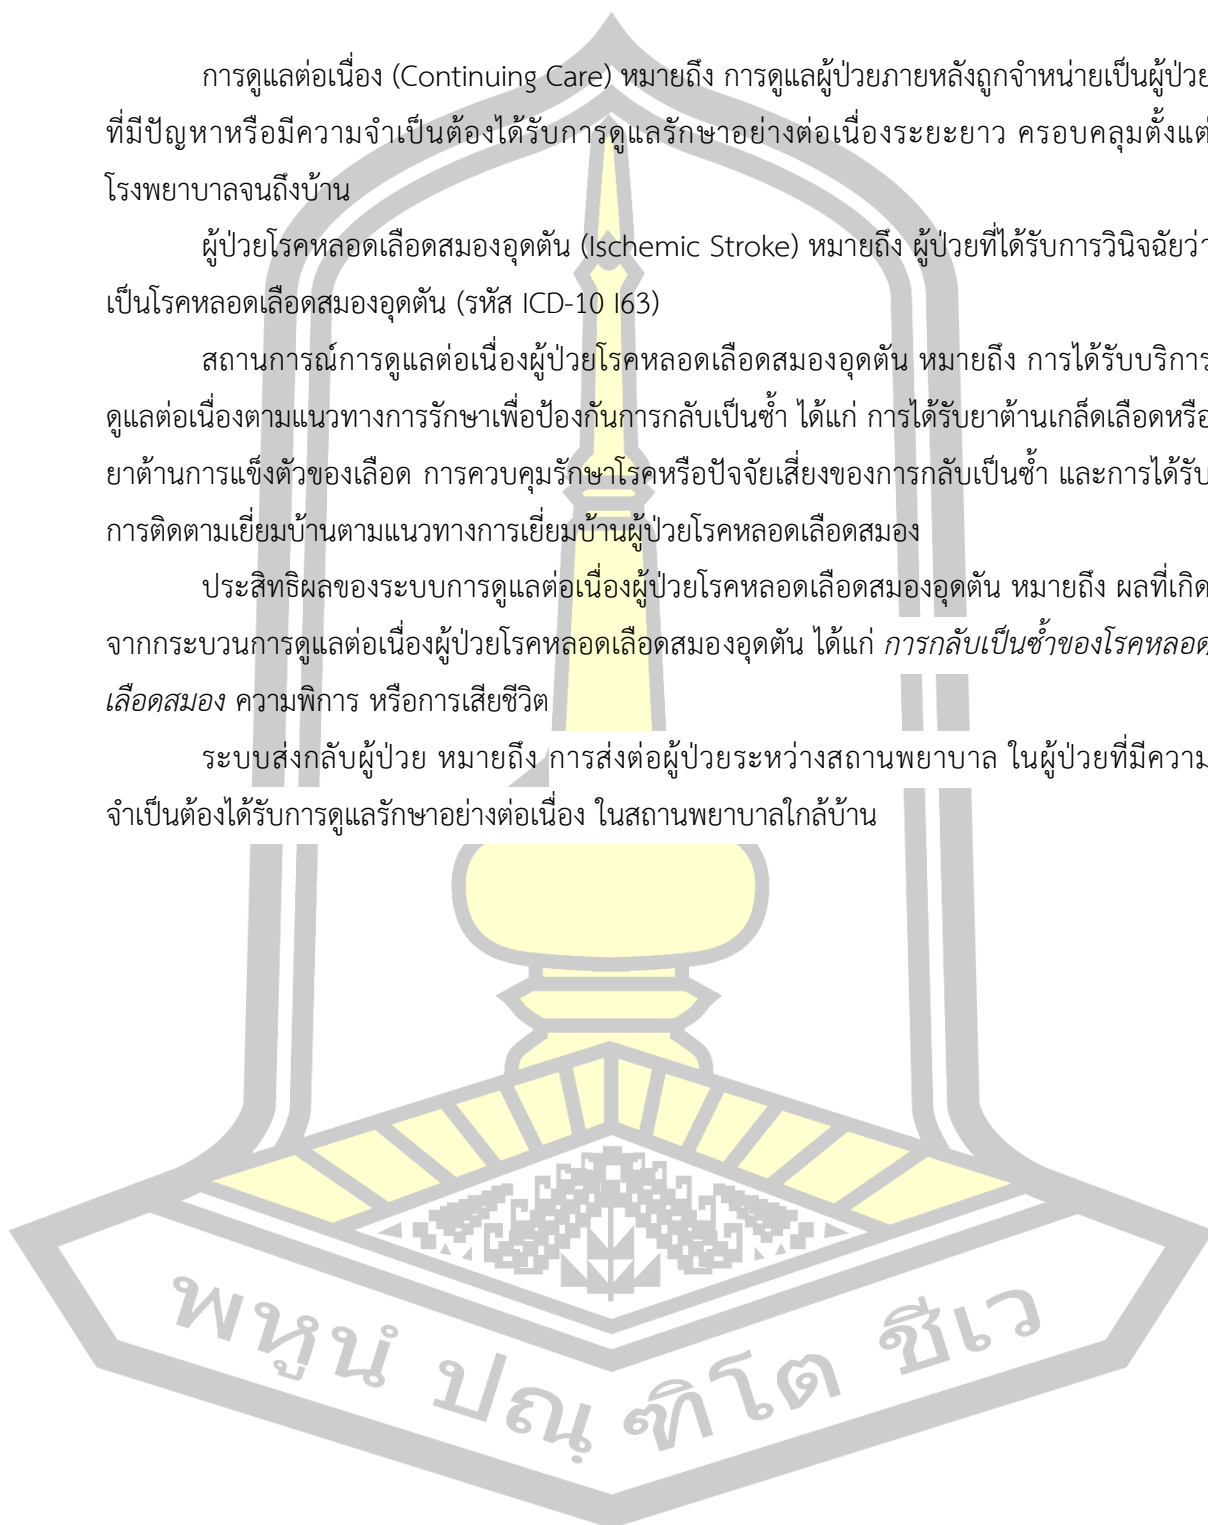 การดูแลต่อเนื่อง (Continuing Care) หมายถึง การดูแลผู้ป่วยภายหลังถูกจำหน่ายเป็นผู้ป่วย
ที่มีปัญหาหรือมีความจำเป็นต้องได้รับการดูแลรักษาอย่างต่อเนื่องระยะยาว ครอบคลุมตั้งแต่
โรงพยาบาลจนถึงบ้าน
ผู้ป่วยโรคหลอดเลือดสมองอุดตัน (Ischemic Stroke) หมายถึง ผู้ป่วยที่ได้รับการวินิจฉัยว่า
เป็นโรคหลอดเลือดสมองอุดตัน (รหัส ICD-10 I63)
สถานการณ์การดูแลต่อเนื่องผู้ป่วยโรคหลอดเลือดสมองอุดตัน หมายถึง การได้รับบริการ
ดูแลต่อเนื่องตามแนวทางการรักษาเพื่อป้องกันการกลับเป็นซ้ำ ได้แก่ การได้รับยาต้านเกล็ดเลือดหรือ
ยาต้านการแข็งตัวของเลือด การควบคุมรักษาโรคหรือปัจจัยเสี่ยงของการกลับเป็นซ้ำ และการได้รับ
การติดตามเยี่ยมบ้านตามแนวทางการเยี่ยมบ้านผู้ป่วยโรคหลอดเลือดสมอง
ประสิทธิผลของระบบการดูแลต่อเนื่องผู้ป่วยโรคหลอดเลือดสมองอุดตัน หมายถึง ผลที่เกิด
จากกระบวนการดูแลต่อเนื่องผู้ป่วยโรคหลอดเลือดสมองอุดตัน ได้แก่ การกลับเป็นซ้ำของโรคหลอด
เลือดสมอง ความพิการ หรือการเสียชีวิต
ระบบส่งกลับผู้ป่วย หมายถึง การส่งต่อผู้ป่วยระหว่างสถานพยาบาล ในผู้ป่วยที่มีความ
จำเป็นต้องได้รับการดูแลรักษาอย่างต่อเนื่อง ในสถานพยาบาลใกล้บ้าน
พหูนํ ปณฺ ฑิโต ชีเว